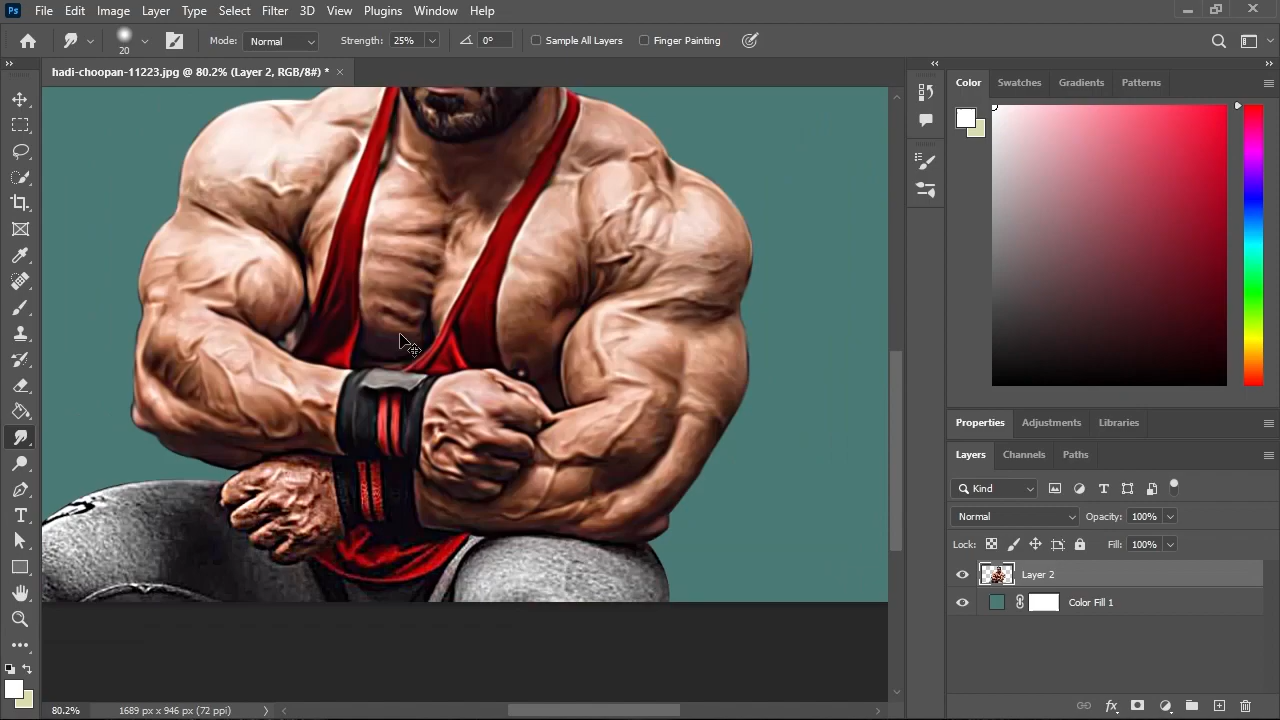 Ps File Edit Image Layer Type Select Filter 3D View Plugins Window Help
20 Mode: Normal Strength: 25% 0° Sample All Layers Finger Painting
hadi-choopan-11223.jpg @ 80.2% (Layer 2, RGB/8#) * ×
Color Swatches Gradients Patterns
Properties Adjustments Libraries
Layers Channels Paths
Kind
Normal Opacity: 100%
Lock: Fill: 100%
Layer 2
Color Fill 1
fx
80.2% 1689 px x 946 px (72 ppi)